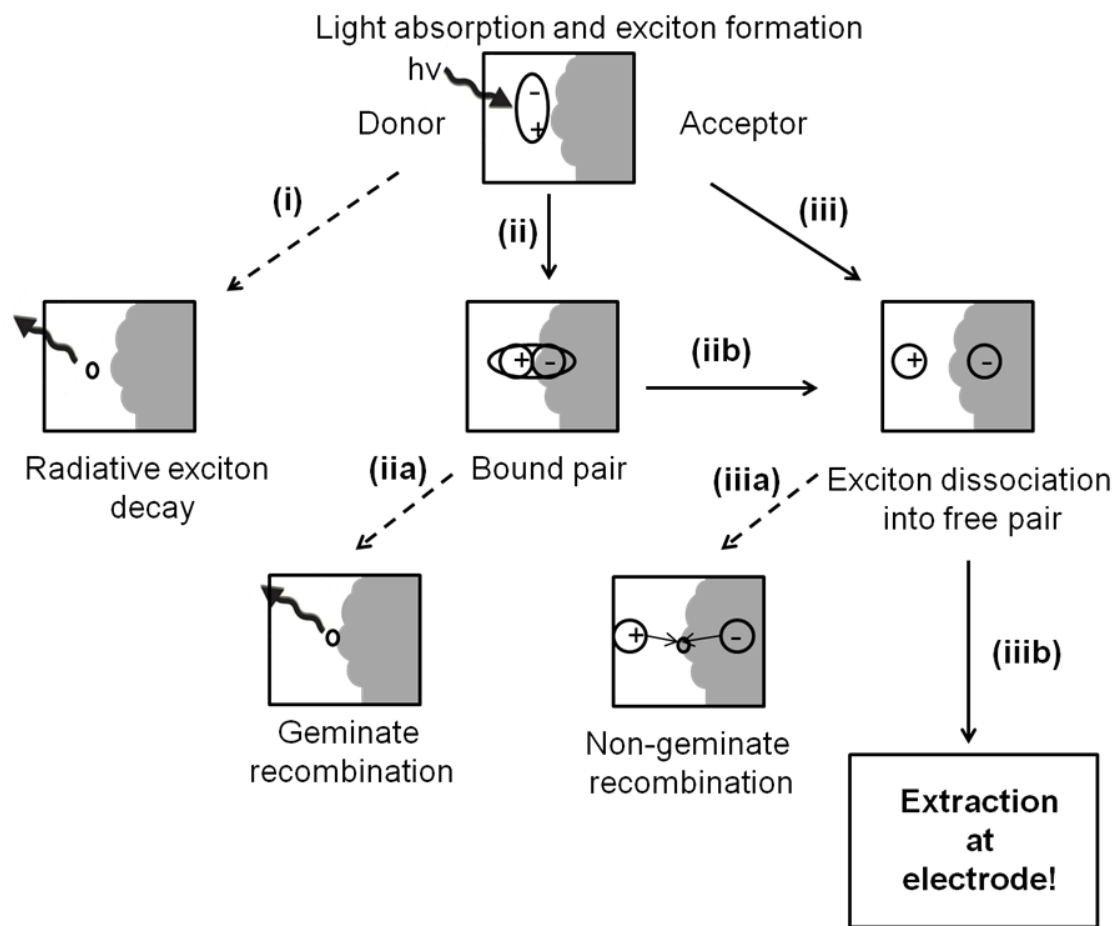 Light absorption and exciton formation
hv
-
+
Donor
Acceptor
(i)
(ii)
(iii)
+ -
(iib)
+ -
Radiative exciton
decay
(iia)
Bound pair
(iiia)
Exciton dissociation
into free pair
+ -
(iiib)
Geminate
recombination
Non-geminate
recombination
Extraction
at
electrode!